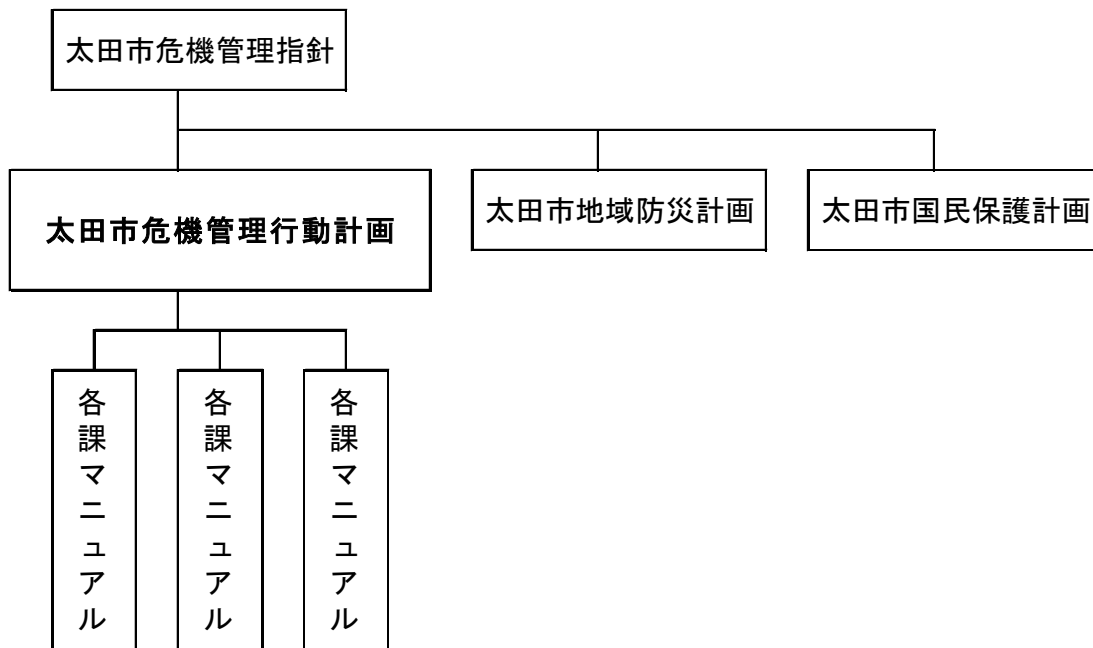 太田市危機管理指針
太田市危機管理行動計画
太田市地域防災計画
太田市国民保護計画
各課マニュアル
各課マニュアル
各課マニュアル